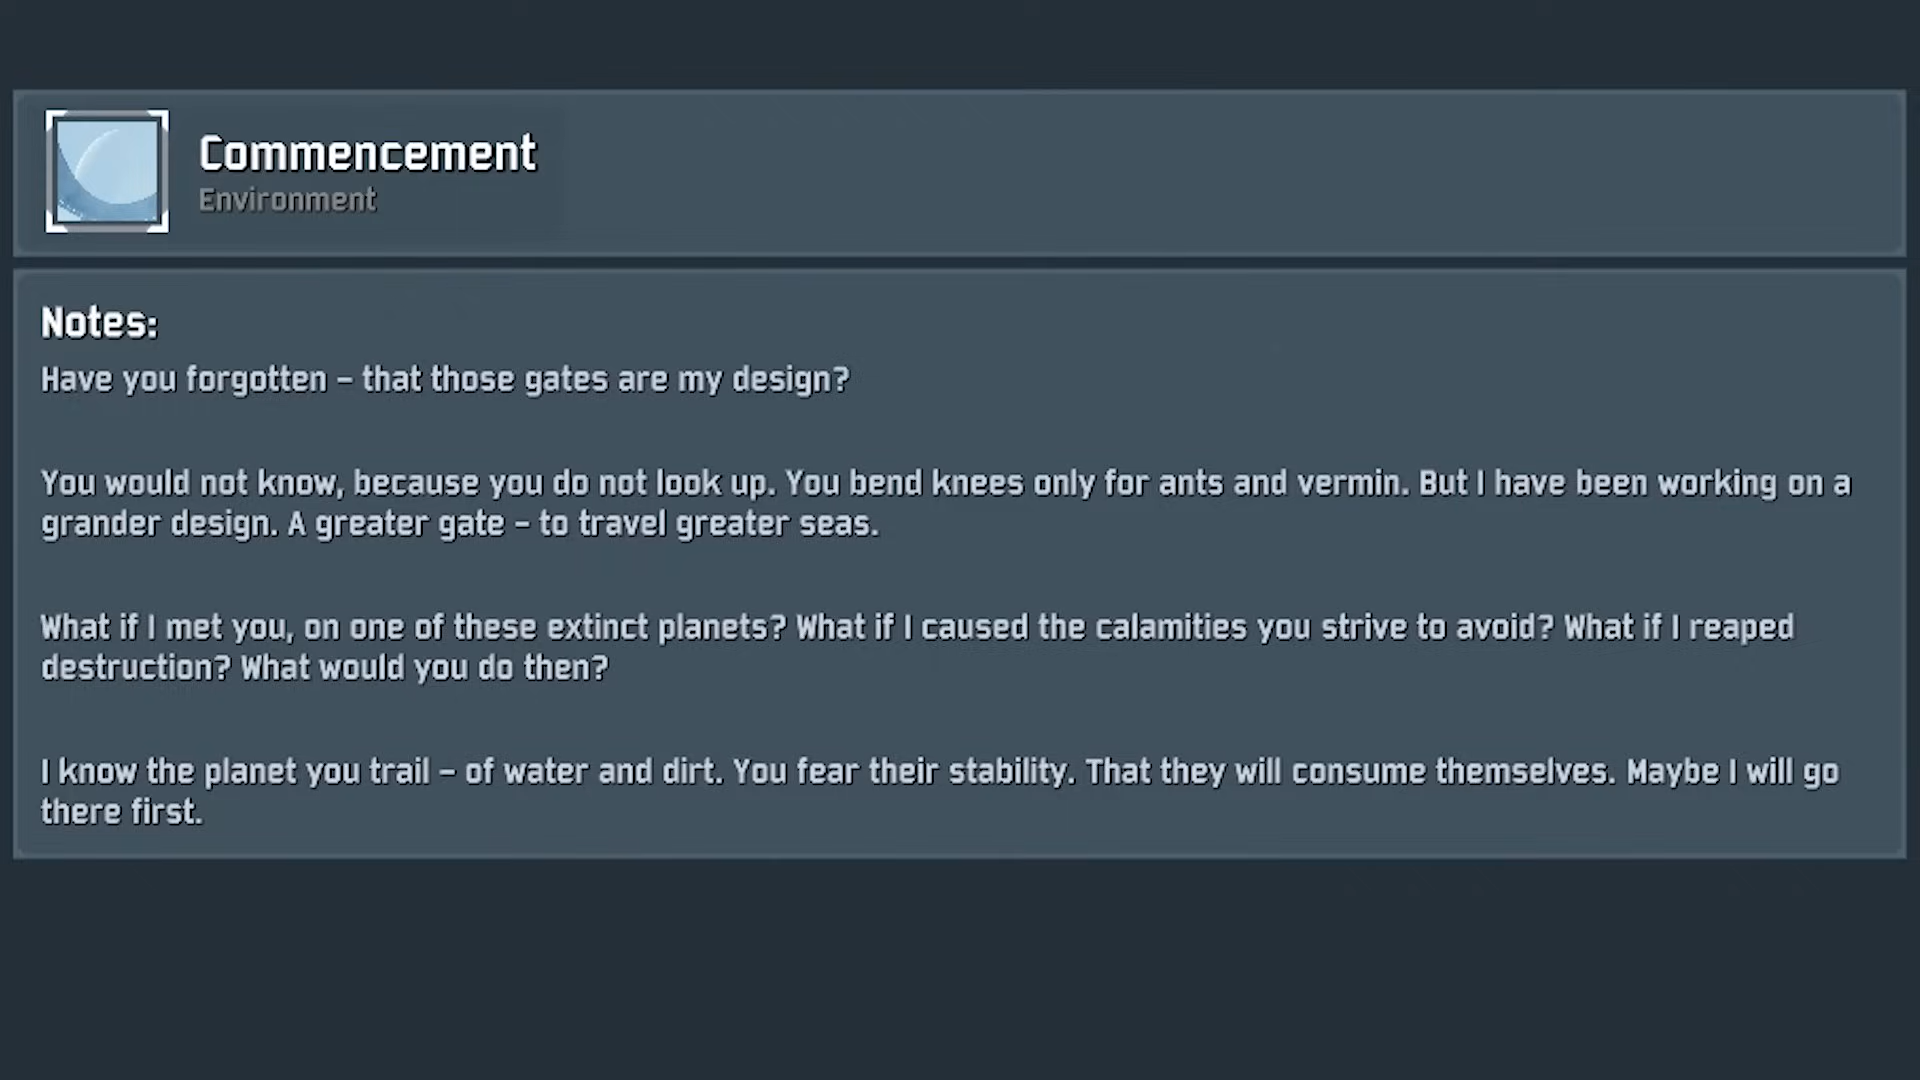 Commencement
Environment
Notes:
Have you forgotten – that those gates are my design?
You would not know, because you do not look up. You bend knees only for ants and vermin. But I have been working on a
grander design. A greater gate – to travel greater seas.
What if I met you, on one of these extinct planets? What if I caused the calamities you strive to avoid? What if I reaped
destruction? What would you do then?
I know the planet you trail – of water and dirt. You fear their stability. That they will consume themselves. Maybe I will go
there first.